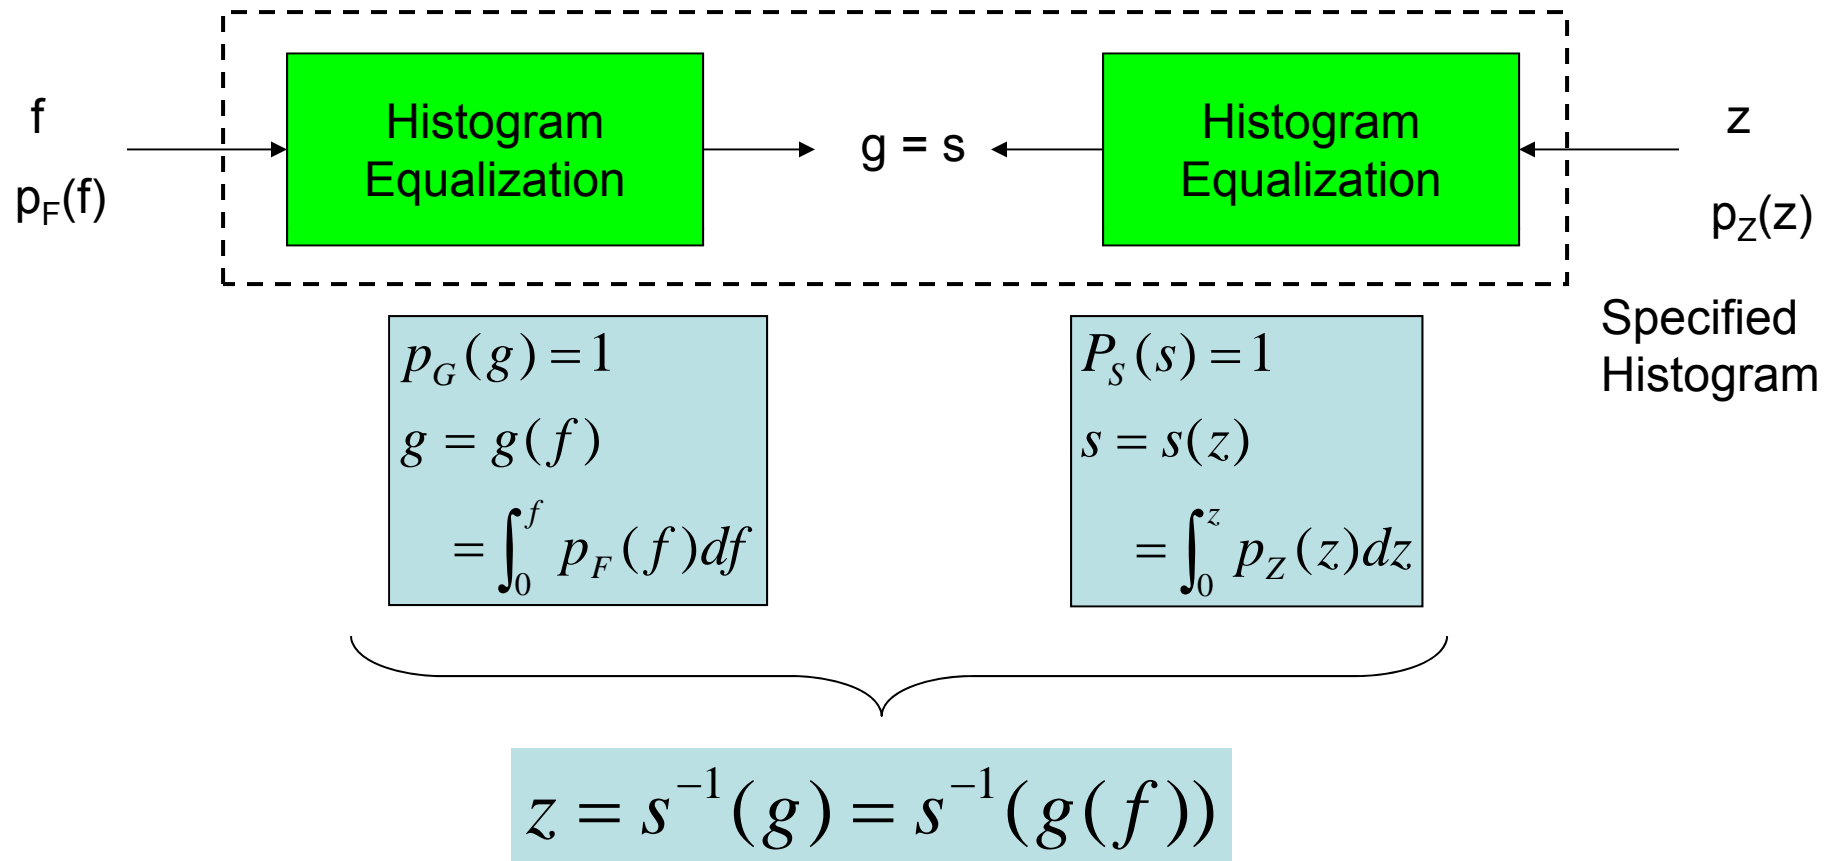 f
p_F(f)
Histogram
Equalization
g = s
Histogram
Equalization
z
p_Z(z)
Specified
Histogram
p_G(g) = 1
g = g(f)
= ∫_0^f p_F(f)df
P_S(s) = 1
s = s(z)
= ∫_0^z p_Z(z)dz
z = s^{-1}(g) = s^{-1}(g(f))